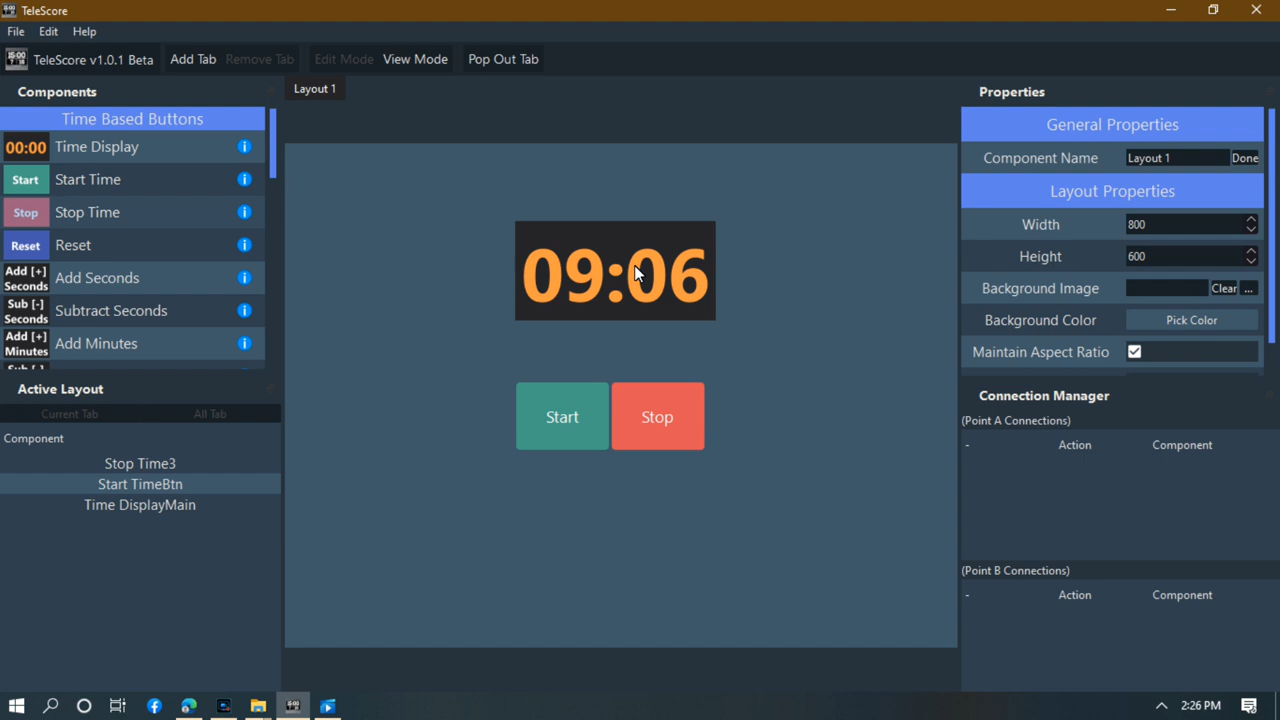 TeleScore
File Edit Help
TeleScore v1.0.1 Beta Add Tab Remove Tab Edit Mode View Mode Pop Out Tab
Components
Time Based Buttons
00:00 Time Display
Start Start Time
Stop Stop Time
Reset Reset
Add [+] Seconds Add Seconds
Sub [-] Seconds Subtract Seconds
Add [+] Minutes Add Minutes
Active Layout
Current Tab All Tab
Component
Stop Time3
Start TimeBtn
Time DisplayMain
Layout 1
09:06
Start Stop
Properties
General Properties
Component Name Layout 1 Done
Layout Properties
Width 800
Height 600
Background Image Clear ...
Background Color Pick Color
Maintain Aspect Ratio
Connection Manager
(Point A Connections)
- Action Component
(Point B Connections)
- Action Component
2:26 PM